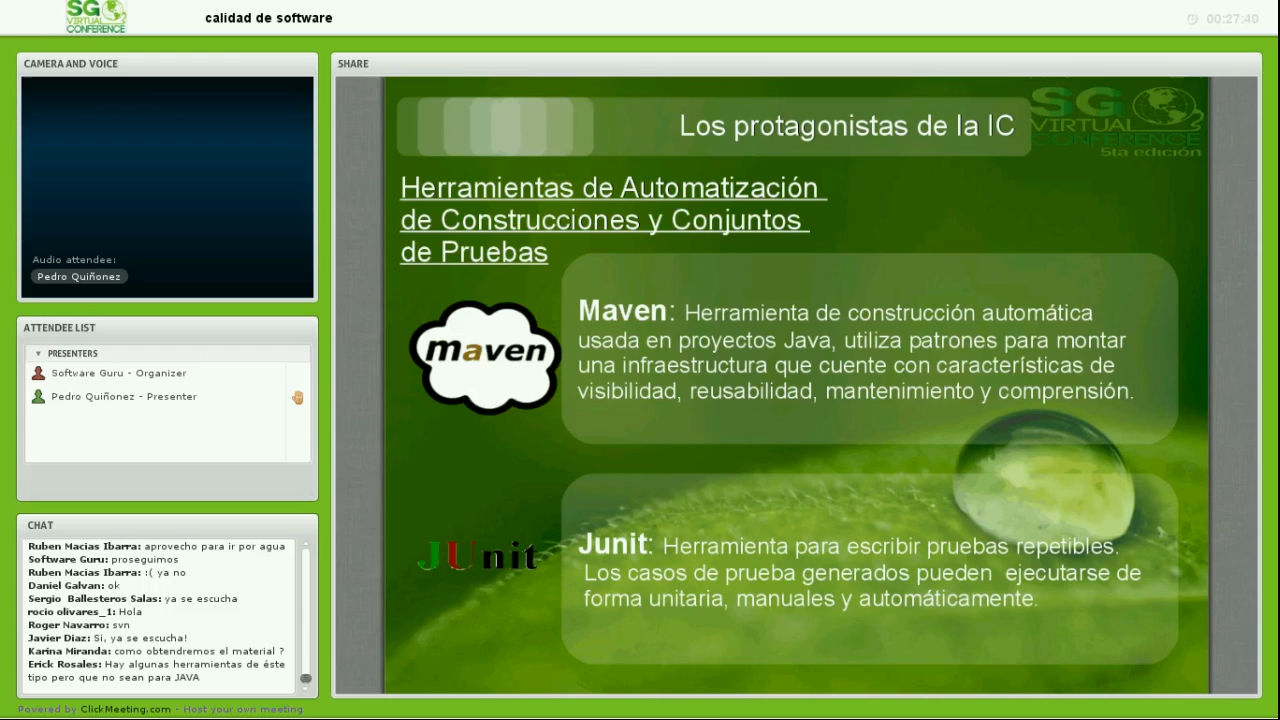 SG
VIRTUAL
CONFERENCE
calidad de software
00:27:40
CAMERA AND VOICE
Audio attendee:
Pedro Quiñonez
ATTENDEE LIST
PRESENTERS
Software Guru - Organizer
Pedro Quiñonez - Presenter
CHAT
Ruben Macias Ibarra: aprovecho para ir por agua
Software Guru: proseguimos
Ruben Macias Ibarra: :( ya no
Daniel Galvan: ok
Sergio Ballesteros Salas: ya se escucha
rocio olivares_1: Hola
Roger Navarro: svn
Javier Diaz: Si, ya se escucha!
Karina Miranda: como obtendremos el material ?
Erick Rosales: Hay algunas herramientas de éste
tipo pero que no sean para JAVA
Powered by ClickMeeting.com - Host your own meeting
SHARE
Los protagonistas de la IC
SG
VIRTUAL
CONFERENCE
5ta edición
Herramientas de Automatización
de Construcciones y Conjuntos
de Pruebas
maven
Maven: Herramienta de construcción automática
usada en proyectos Java, utiliza patrones para montar
una infraestructura que cuente con características de
visibilidad, reusabilidad, mantenimiento y comprensión.
JUnit
Junit: Herramienta para escribir pruebas repetibles.
Los casos de prueba generados pueden ejecutarse de
forma unitaria, manuales y automáticamente.